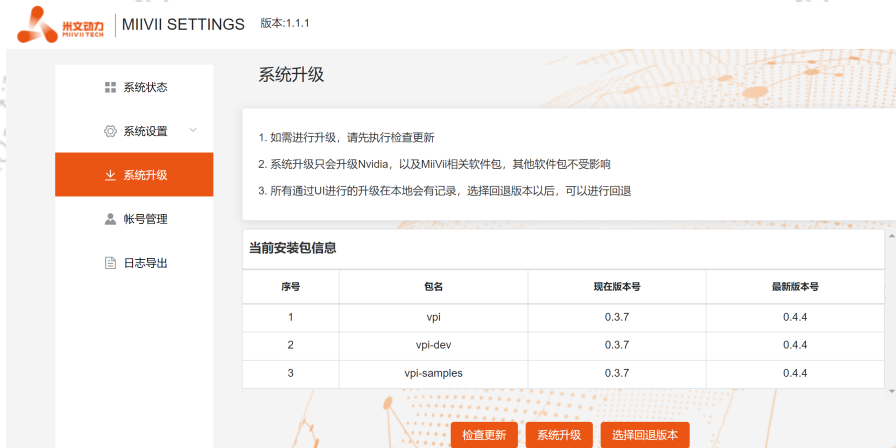 米文动力
MIIVII TECH
MIIVII SETTINGS
版本:1.1.1
系统状态
系统设置
系统升级
帐号管理
日志导出
系统升级
1. 如需进行升级，请先执行检查更新
2. 系统升级只会升级Nvidia，以及MiiVii相关软件包，其他软件包不受影响
3. 所有通过UI进行的升级在本地会有记录，选择回退版本以后，可以进行回退
当前安装包信息
序号 包名 现在版本号 最新版本号
1 vpi 0.3.7 0.4.4
2 vpi-dev 0.3.7 0.4.4
3 vpi-samples 0.3.7 0.4.4
检查更新 系统升级 选择回退版本